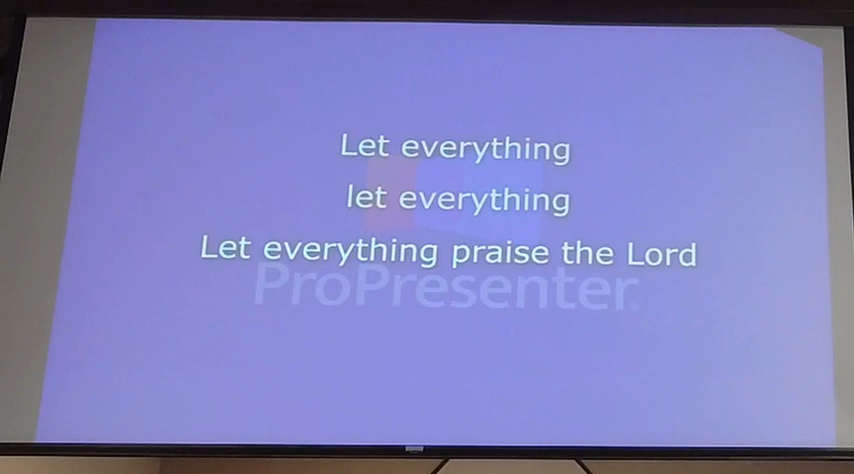 Let everything
let everything
Let everything praise the Lord
ProPresenter